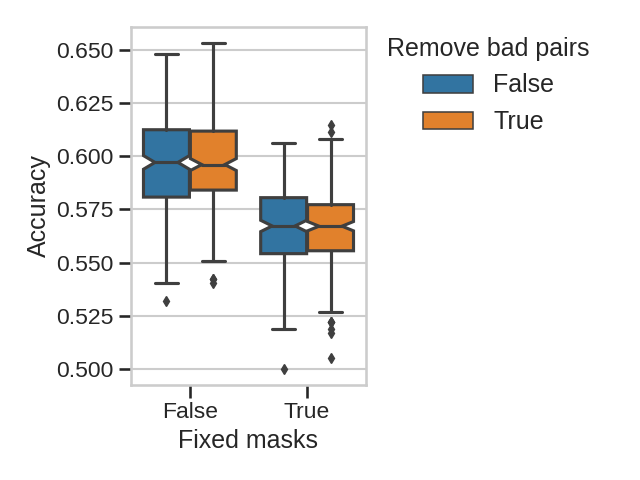 Remove bad pairs
False
True
Accuracy
0.650
0.625
0.600
0.575
0.550
0.525
0.500
False True
Fixed masks